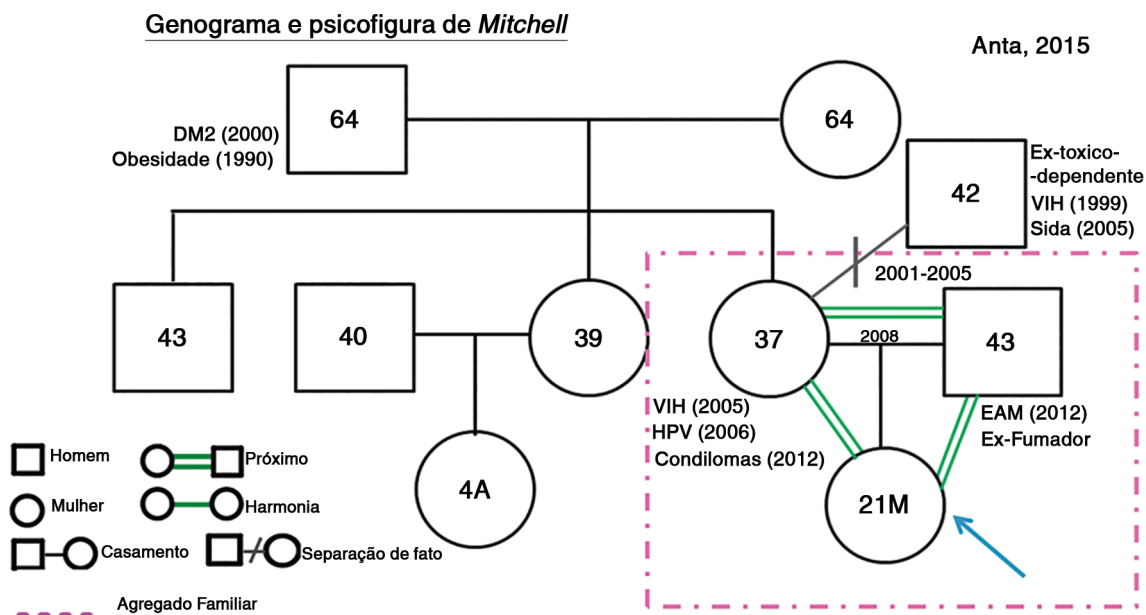 Genograma e psicofigura de Mitchell
Anta, 2015
64
DM2 (2000)
Obesidade (1990)
64
42
Ex-toxico-
-dependente
VIH (1999)
Sida (2005)
2001-2005
43
40
39
37
2008
43
VIH (2005)
HPV (2006)
Condilomas (2012)
EAM (2012)
Ex-Fumador
4A
21M
Homem
Próximo
Mulher
Harmonia
Casamento
Separação de fato
Agregado Familiar